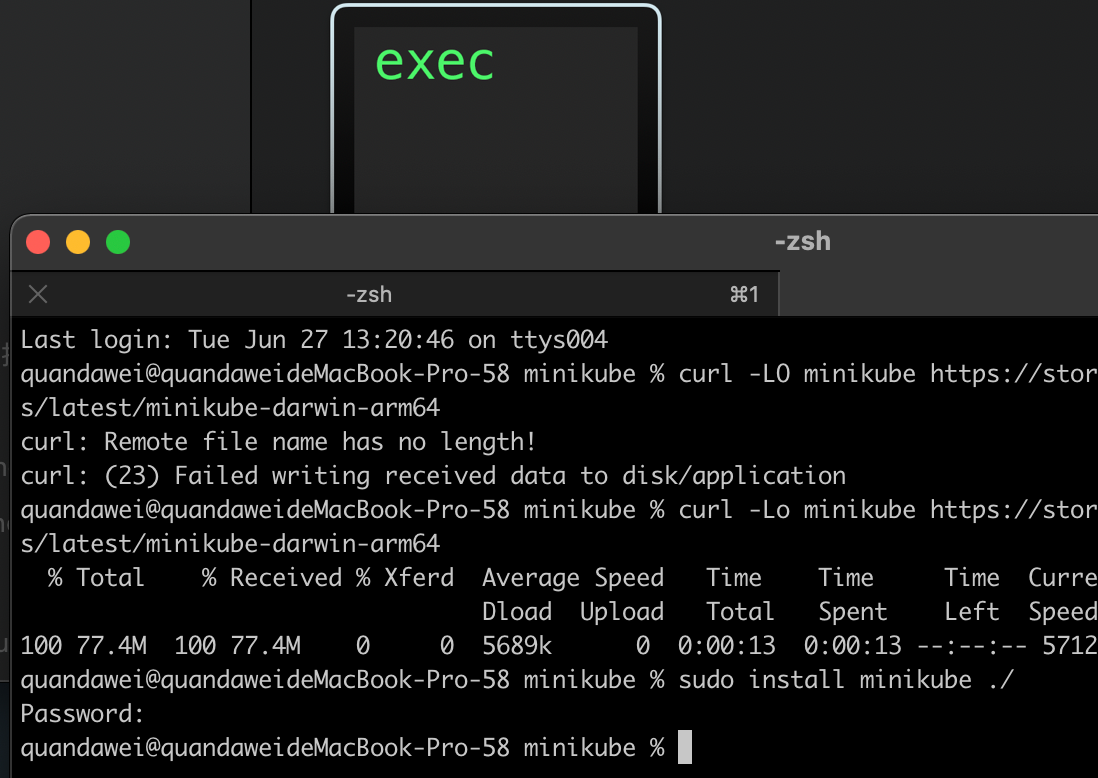 exec
-zsh
-zsh ⌘1
Last login: Tue Jun 27 13:20:46 on ttys004
quandawei@quandaweideMacBook-Pro-58 minikube % curl -LO minikube https://stor
s/latest/minikube-darwin-arm64
curl: Remote file name has no length!
curl: (23) Failed writing received data to disk/application
quandawei@quandaweideMacBook-Pro-58 minikube % curl -Lo minikube https://stor
s/latest/minikube-darwin-arm64
% Total % Received % Xferd Average Speed Time Time Time Curre
Dload Upload Total Spent Left Speed
100 77.4M 100 77.4M 0 0 5689k 0 0:00:13 0:00:13 --:--:-- 5712
quandawei@quandaweideMacBook-Pro-58 minikube % sudo install minikube ./
Password:
quandawei@quandaweideMacBook-Pro-58 minikube %